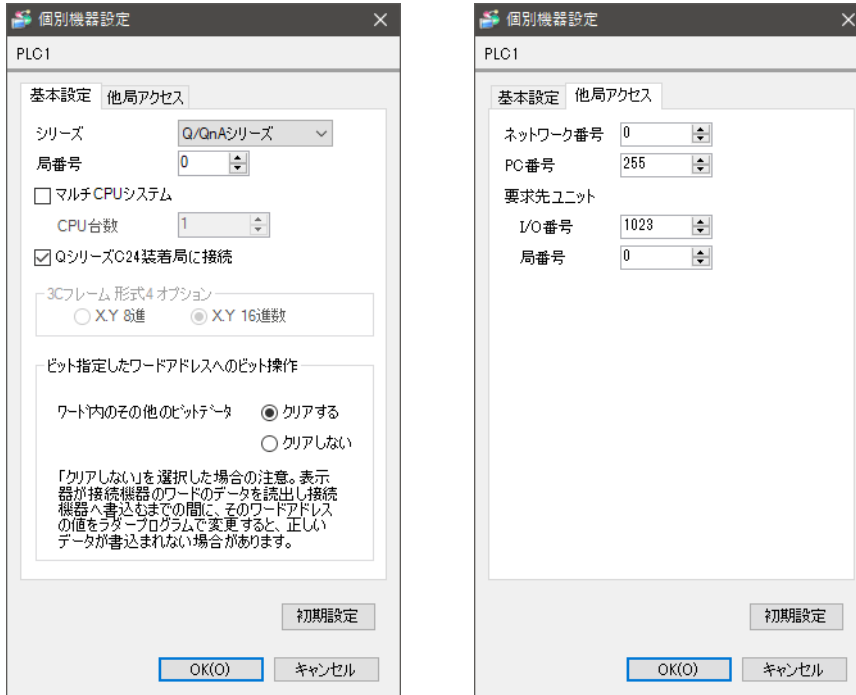 個別機器設定
PLC1
基本設定 他局アクセス
シリーズ Q/QnAシリーズ
局番号 0
マルチCPUシステム
CPU台数 1
QシリーズC24装着局に接続
3Cフレーム 形式4 オプション
X.Y 8進 X.Y 16進数
ビット指定したワードアドレスへのビット操作
ワード内のその他のビットデータ クリアする
クリアしない
「クリアしない」を選択した場合の注意。表示
器が接続機器のワードのデータを読出し接続
機器へ書込むまでの間に、そのワードアドレス
の値をラダープログラムで変更すると、正しい
データが書込まれない場合があります。
初期設定
OK(O) キャンセル
個別機器設定
PLC1
基本設定 他局アクセス
ネットワーク番号 0
PC番号 255
要求先ユニット
I/O番号 1023
局番号 0
初期設定
OK(O) キャンセル